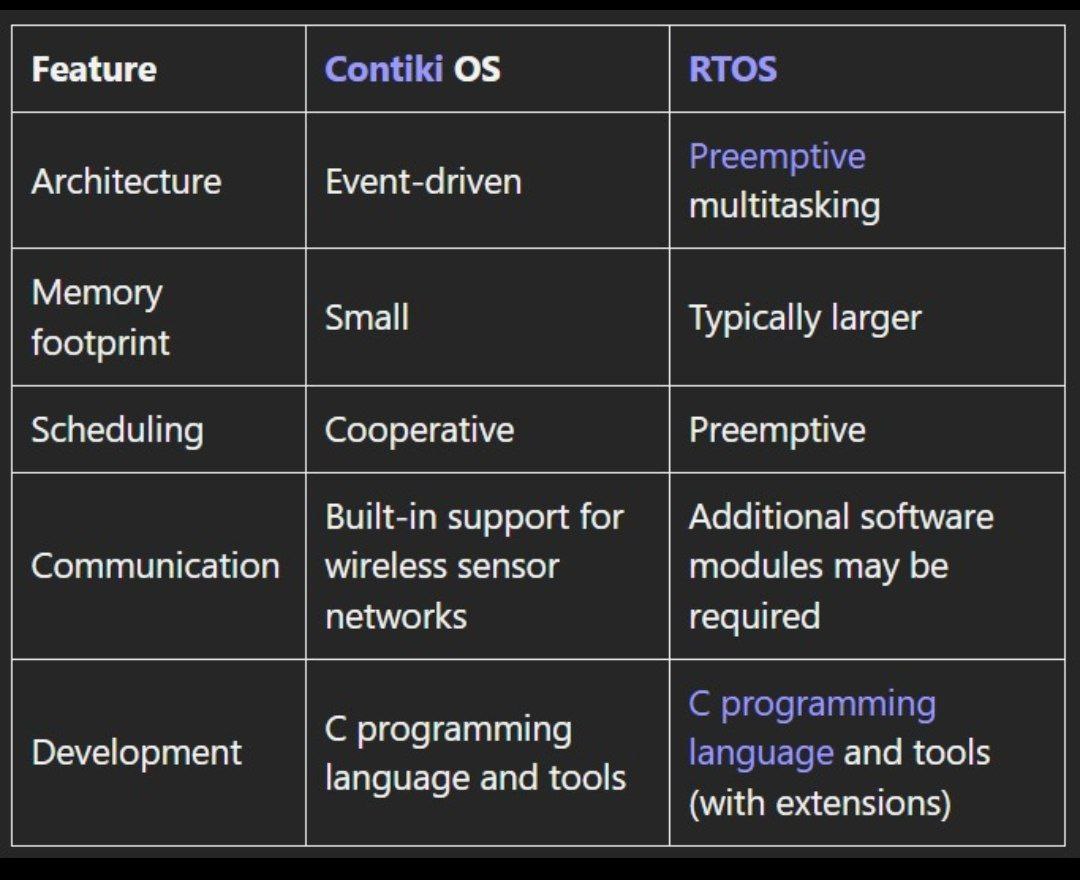 Feature
Contiki OS
RTOS
Architecture
Event-driven
Preemptive
multitasking
Memory
footprint
Small
Typically larger
Scheduling
Cooperative
Preemptive
Communication
Built-in support for
wireless sensor
networks
Additional software
modules may be
required
Development
C programming
language and tools
C programming
language and tools
(with extensions)